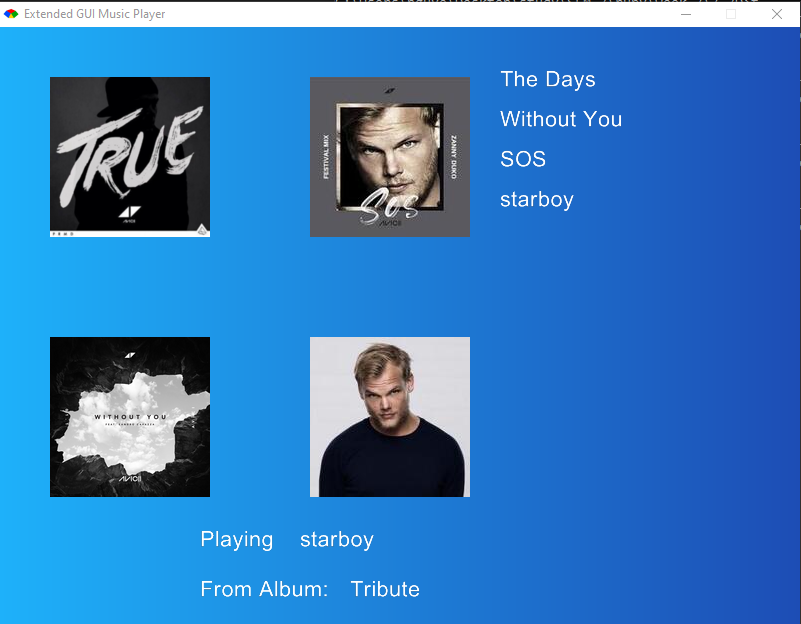 Extended GUI Music Player
TRUE
AVICII
FESTIVAL MIX
ZANNY DUKO
SOS
AVICII
The Days
Without You
SOS
starboy
WITHOUT YOU
AVICII
Playing starboy
From Album: Tribute